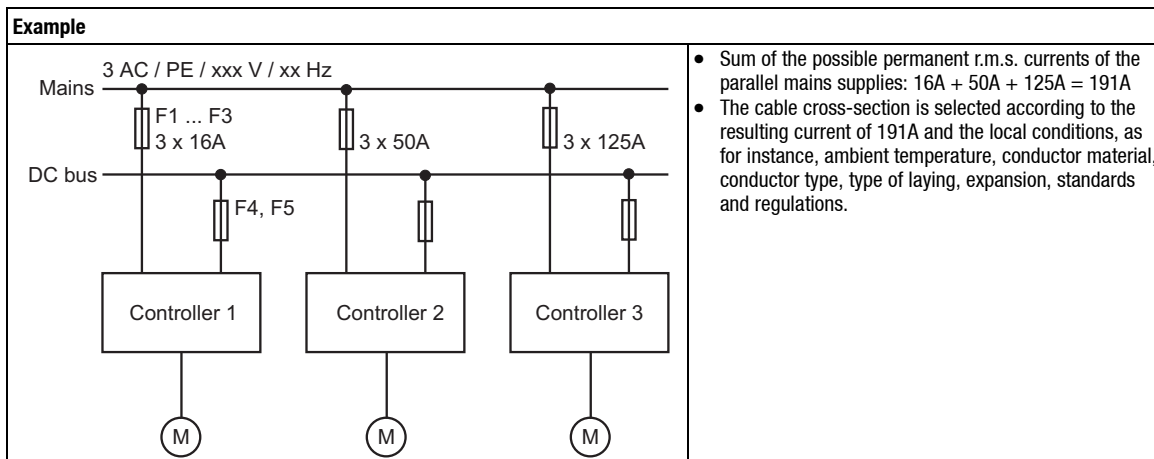 Example
3 AC / PE / xxx V / xx Hz
Mains
F1 ... F3
3 x 16A
3 x 50A
3 x 125A
DC bus
F4, F5
Controller 1
Controller 2
Controller 3
M
M
M
• Sum of the possible permanent r.m.s. currents of the
parallel mains supplies: 16A + 50A + 125A = 191A
• The cable cross-section is selected according to the
resulting current of 191A and the local conditions, as
for instance, ambient temperature, conductor material,
conductor type, type of laying, expansion, standards
and regulations.